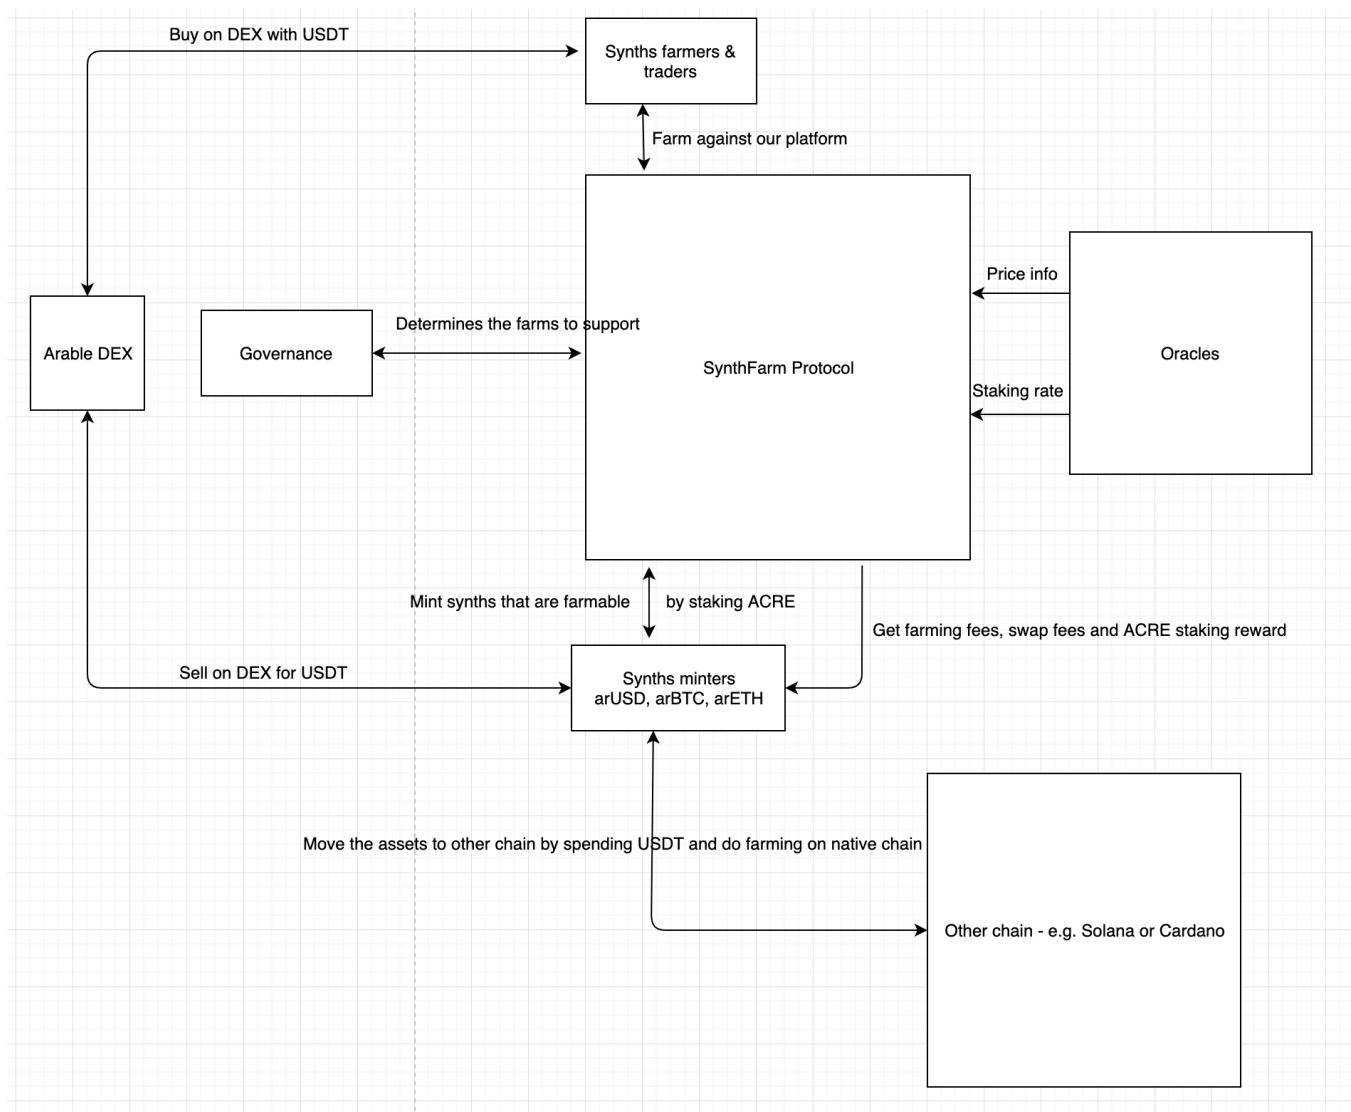 Buy on DEX with USDT
Synths farmers &
traders
Farm against our platform
Price info
Determines the farms to support
Arable DEX
Governance
SynthFarm Protocol
Oracles
Staking rate
Mint synths that are farmable
by staking ACRE
Get farming fees, swap fees and ACRE staking reward
Sell on DEX for USDT
Synths minters
arUSD, arBTC, arETH
Move the assets to other chain by spending USDT and do farming on native chain
Other chain - e.g. Solana or Cardano